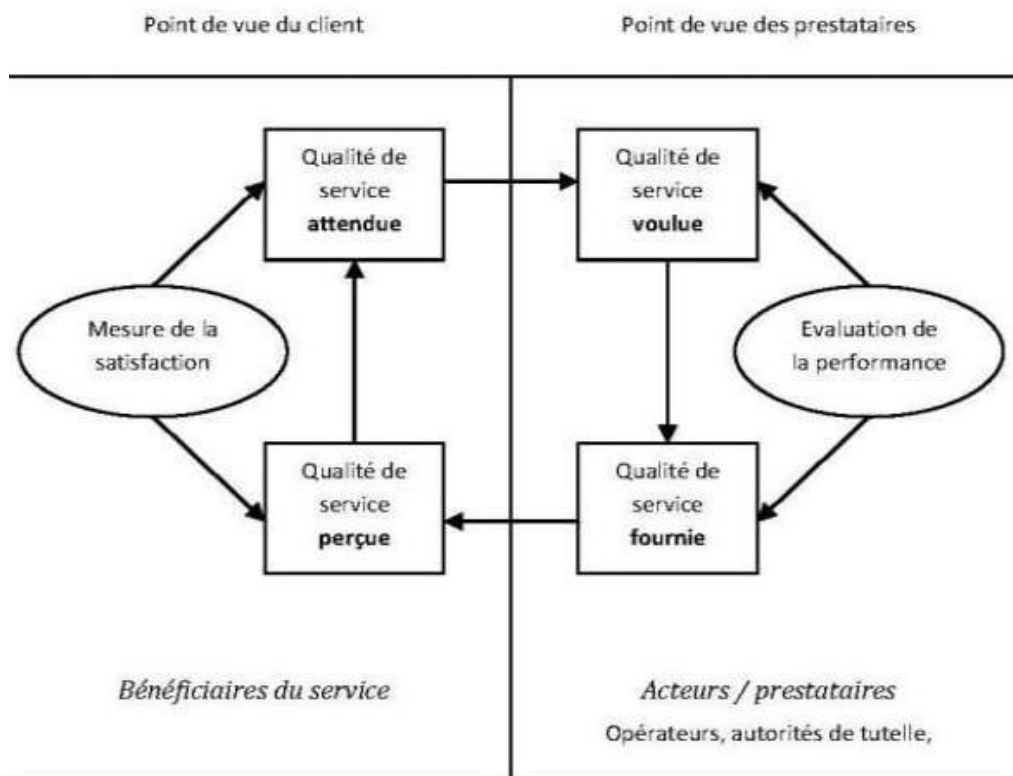 Point de vue du client
Point de vue des prestataires
Qualité de
service
attendue
Qualité de
service
voulue
Mesure de la
satisfaction
Evaluation de
la performance
Qualité de
service
perçue
Qualité de
service
fournie
Bénéficiaires du service
Acteurs / prestataires
Opérateurs, autorités de tutelle,